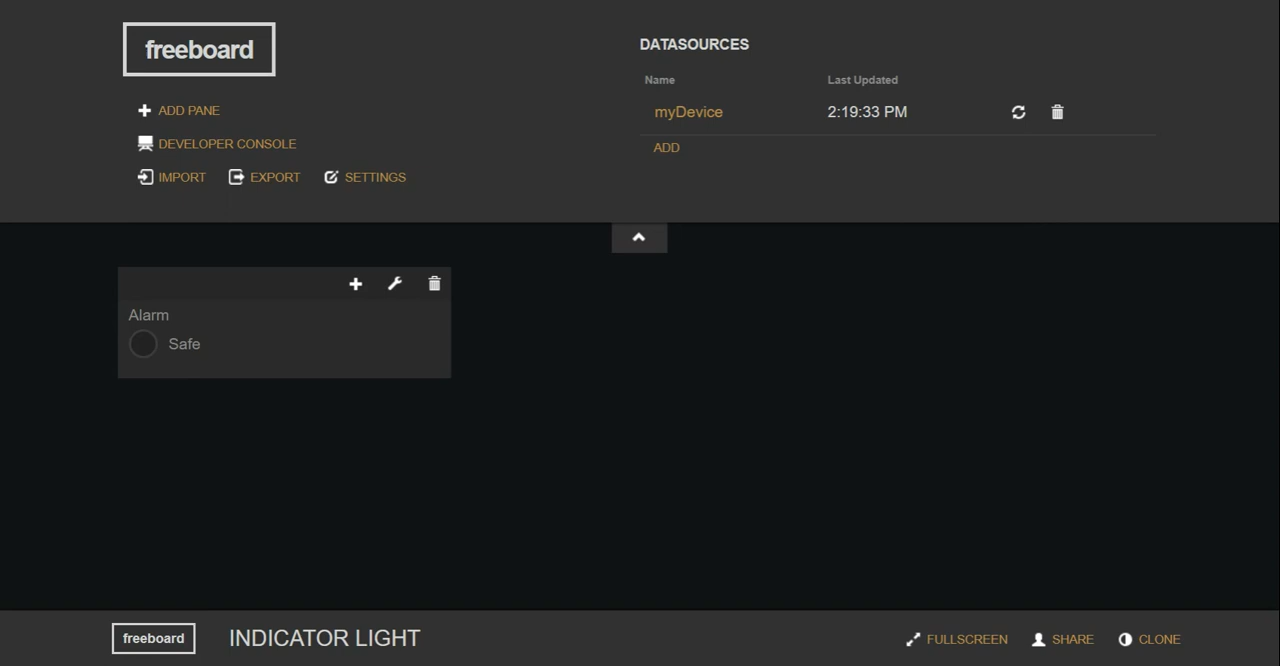 freeboard
ADD PANE
DEVELOPER CONSOLE
IMPORT EXPORT SETTINGS
DATASOURCES
Name Last Updated
myDevice 2:19:33 PM
ADD
Alarm
Safe
freeboard INDICATOR LIGHT FULLSCREEN SHARE CLONE